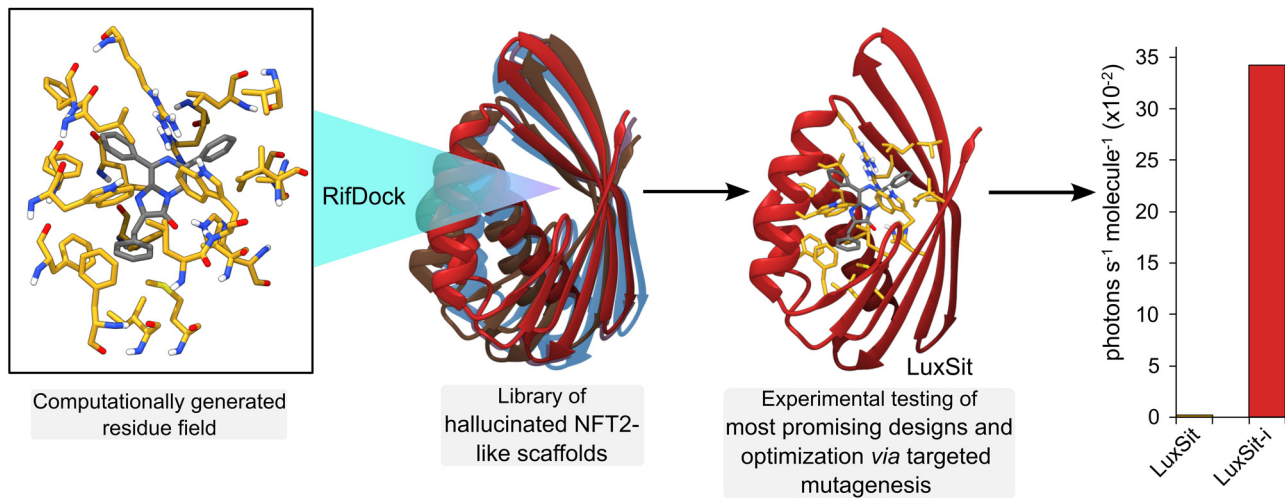 Computationally generated
residue field
RifDock
Library of
hallucinated NFT2-
like scaffolds
LuxSit
Experimental testing of
most promising designs and
optimization via targeted
mutagenesis
photons s⁻¹ molecule⁻¹ (x10⁻²)
35
30
25
20
15
10
5
0
LuxSit
LuxSit-i